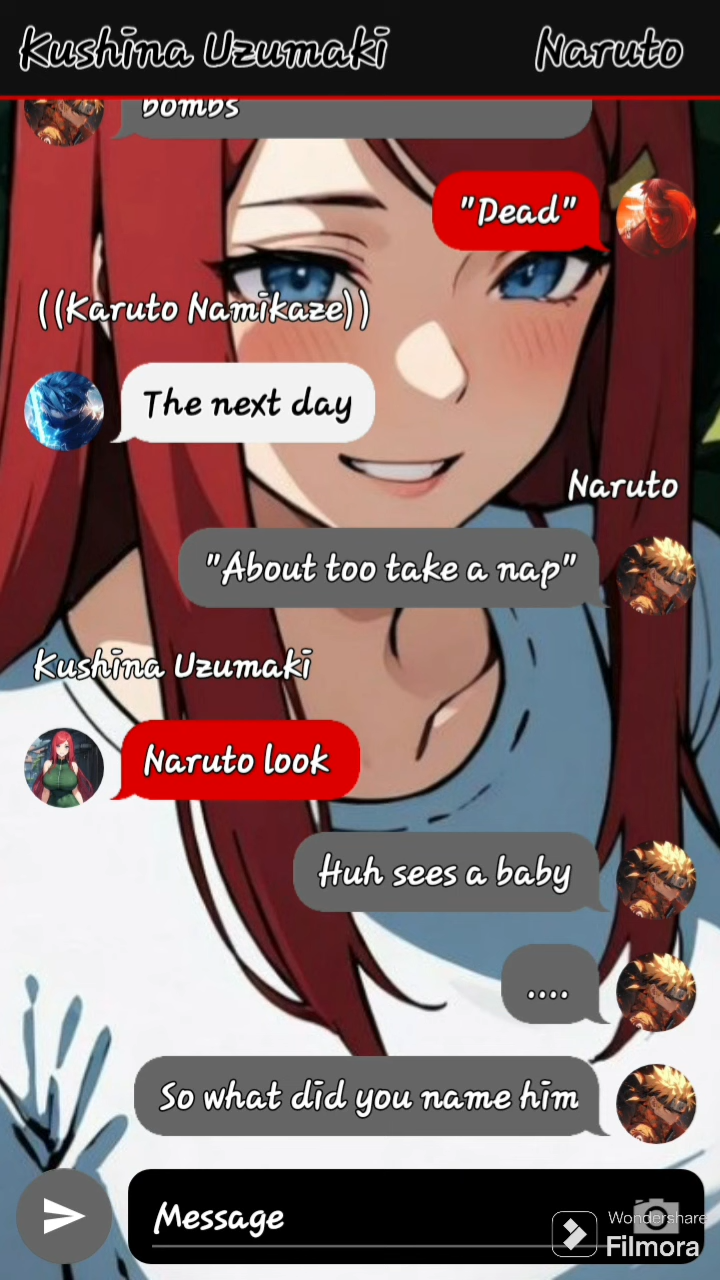 Kushina Uzumaki
Naruto
bombs
"Dead"
((Karuto Namikaze))
The next day
Naruto
"About too take a nap"
Kushina Uzumaki
Naruto look
Huh sees a baby
....
So what did you name him
Message
Wondershare
Filmora